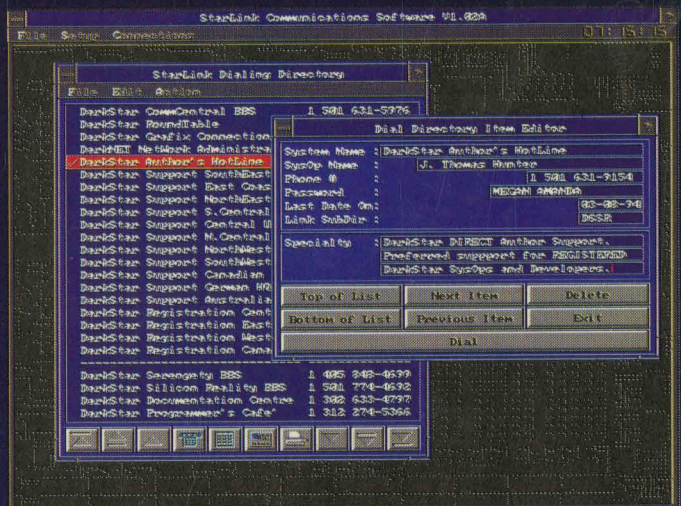 StarLink Communications Software V1.02A
File Setup Connections
07:15:15
StarLink Dialing Directory
File Edit Action
DarkStar CommCentral BBS 1 501 631-5976
DarkStar RoundTable
DarkStar Grafix Connection
DarkNET NetWork Administra
DarkStar Author's HotLine
DarkStar Support SouthEast
DarkStar Support East Coas
DarkStar Support NorthEast
DarkStar Support S.Central
DarkStar Support Central U
DarkStar Support N.Central
DarkStar Support NorthWest
DarkStar Support SouthWest
DarkStar Support Canadian
DarkStar Support German HQ
DarkStar Support Australia
DarkStar Registration Cent
DarkStar Registration East
DarkStar Registration West
DarkStar Registration Cana
DarkStar Serengety BBS 1 405 848-4699
DarkStar Silicon Reality BBS 1 501 774-4692
DarkStar Documentation Centre 1 302 633-4797
DarkStar Programmer's Cafe' 1 312 274-5366
Dial Directory Item Editor
System Name : DarkStar Author's HotLine
SysOp Name : J. Thomas Hunter
Phone # : 1 501 631-9154
Password : MEGAN AMANDA
Last Date On: 03-08-94
Link SubDir : DSSR
Specialty : DarkStar DIRECT Author Support.
Preferred suppport for REGISTERED
DarkStar SysOps and Developers.
Top of List Next Item Delete
Bottom of List Previous Item Exit
Dial